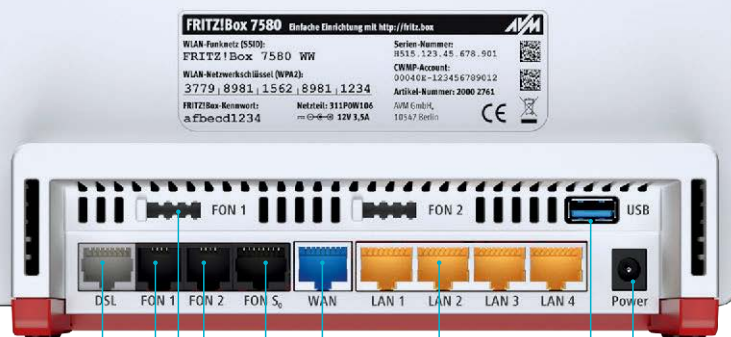 FRITZ!Box 7580 Einfache Einrichtung mit http://fritz.box
AVM
WLAN-Funknetz (SSID):
FRITZ!Box 7580 WW
WLAN-Netzwerkschlüssel (WPA2):
3779 8981 1562 8981 1234
FRITZ!Box-Kennwort:
afbecd1234
Netzteil: 311POW106
12V 3,5A
Serien-Nummer:
H515.123.45.678.901
CWMP-Account:
00040E-123456789012
Artikel-Nummer: 2000 2761
AVM GmbH,
10547 Berlin
CE
FON 1
FON 2
USB
DSL
FON 1
FON 2
FON S₀
WAN
LAN 1
LAN 2
LAN 3
LAN 4
Power